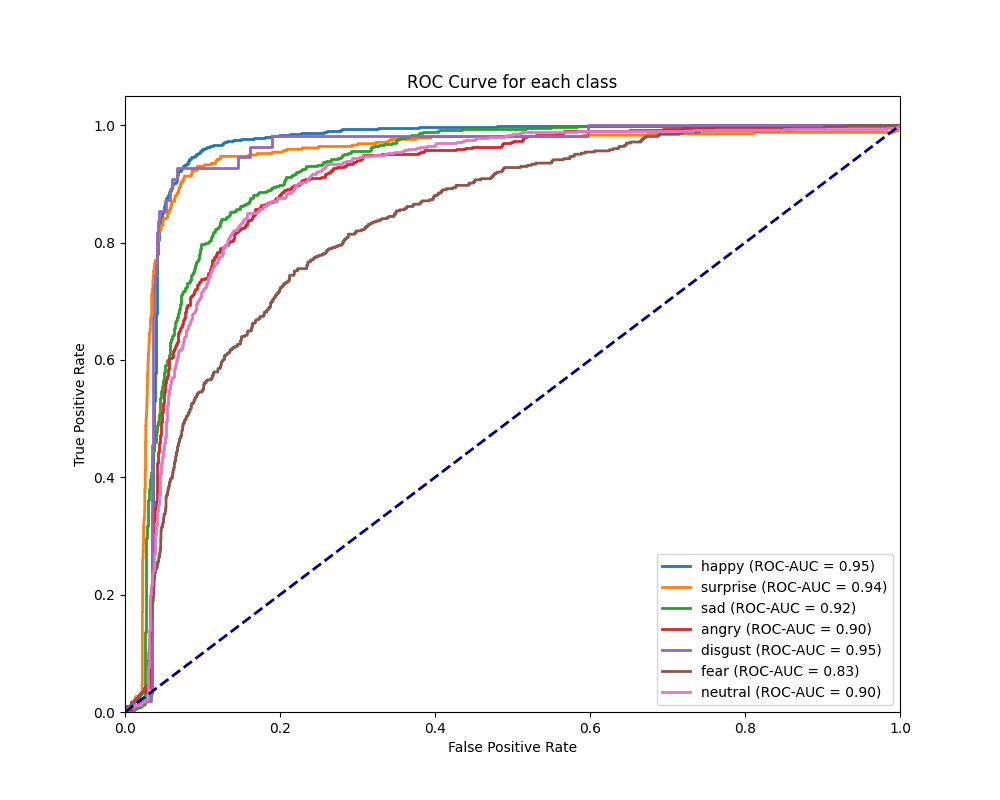 ROC Curve for each class
True Positive Rate
1.0
0.8
0.6
0.4
0.2
0.0
happy (ROC-AUC = 0.95)
surprise (ROC-AUC = 0.94)
sad (ROC-AUC = 0.92)
angry (ROC-AUC = 0.90)
disgust (ROC-AUC = 0.95)
fear (ROC-AUC = 0.83)
neutral (ROC-AUC = 0.90)
0.0 0.2 0.4 0.6 0.8 1.0
False Positive Rate